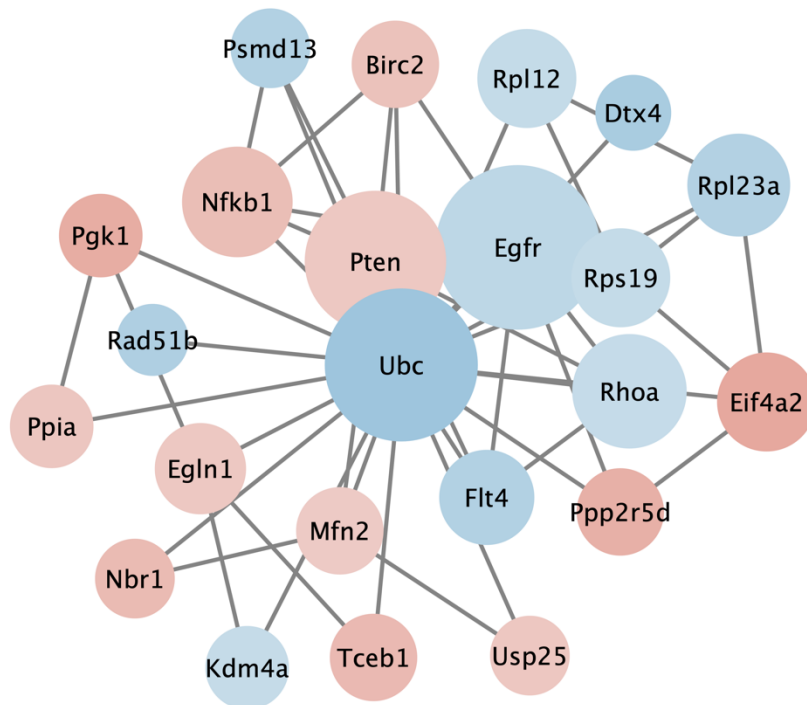 Psmd13
Birc2
Rpl12
Dtx4
Rpl23a
Nfkb1
Pgk1
Pten
Egfr
Rps19
Rad51b
Ubc
Rhoa
Eif4a2
Ppia
Egln1
Flt4
Ppp2r5d
Mfn2
Nbr1
Kdm4a
Tceb1
Usp25